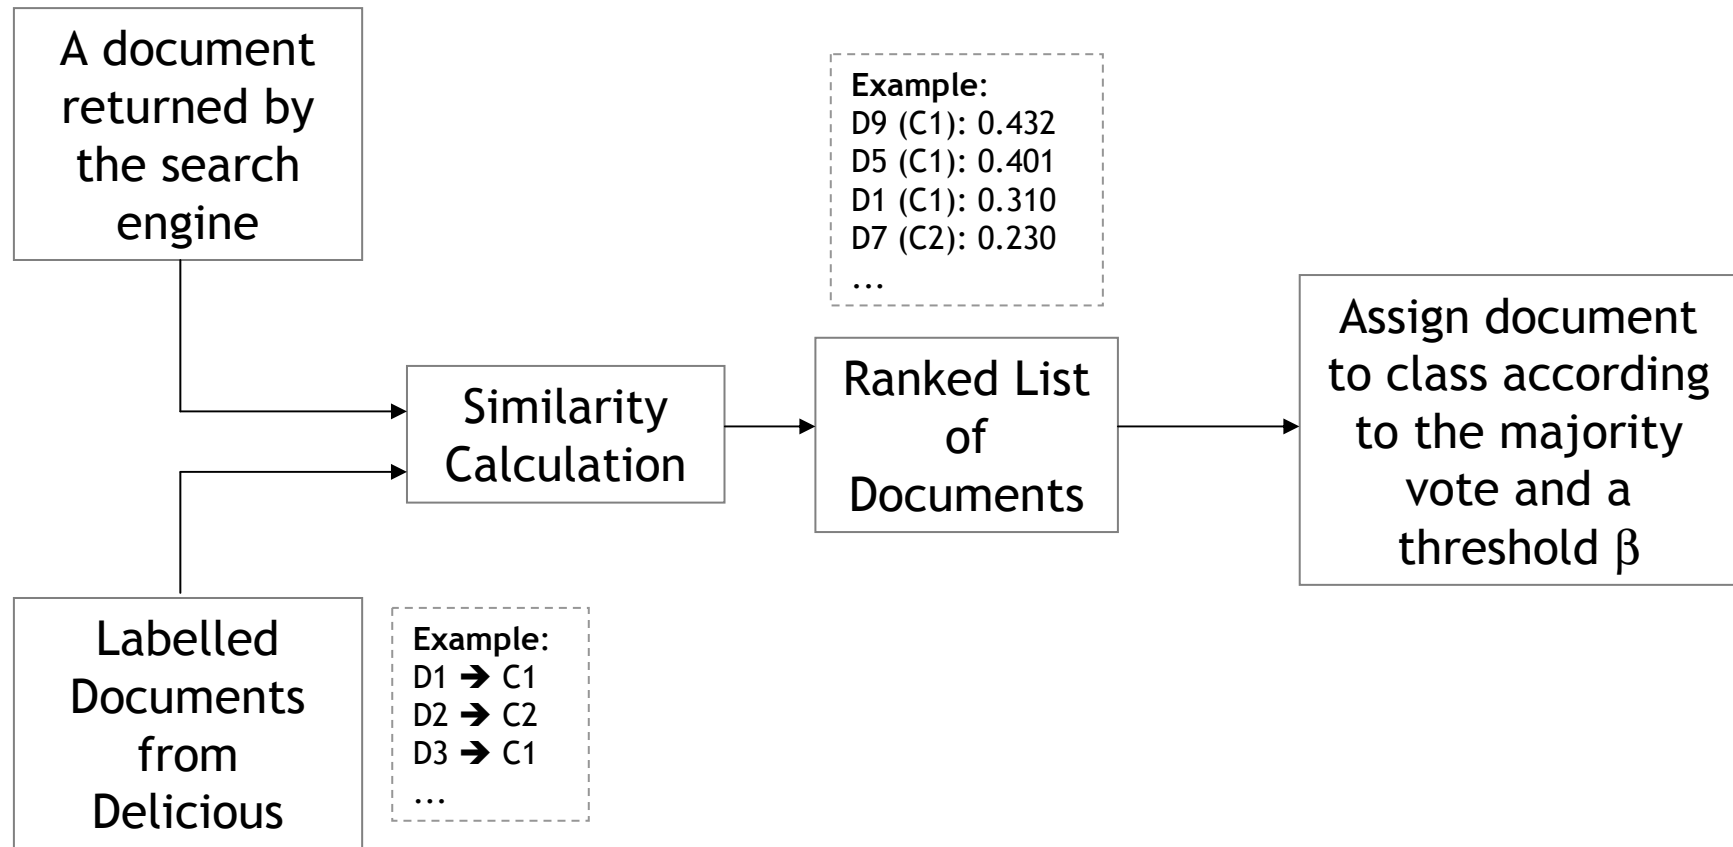 A document
returned by
the search
engine
Example:
D9 (C1): 0.432
D5 (C1): 0.401
D1 (C1): 0.310
D7 (C2): 0.230
...
Similarity
Calculation
Ranked List
of
Documents
Assign document
to class according
to the majority
vote and a
threshold β
Labelled
Documents
from
Delicious
Example:
D1 ➔ C1
D2 ➔ C2
D3 ➔ C1
...